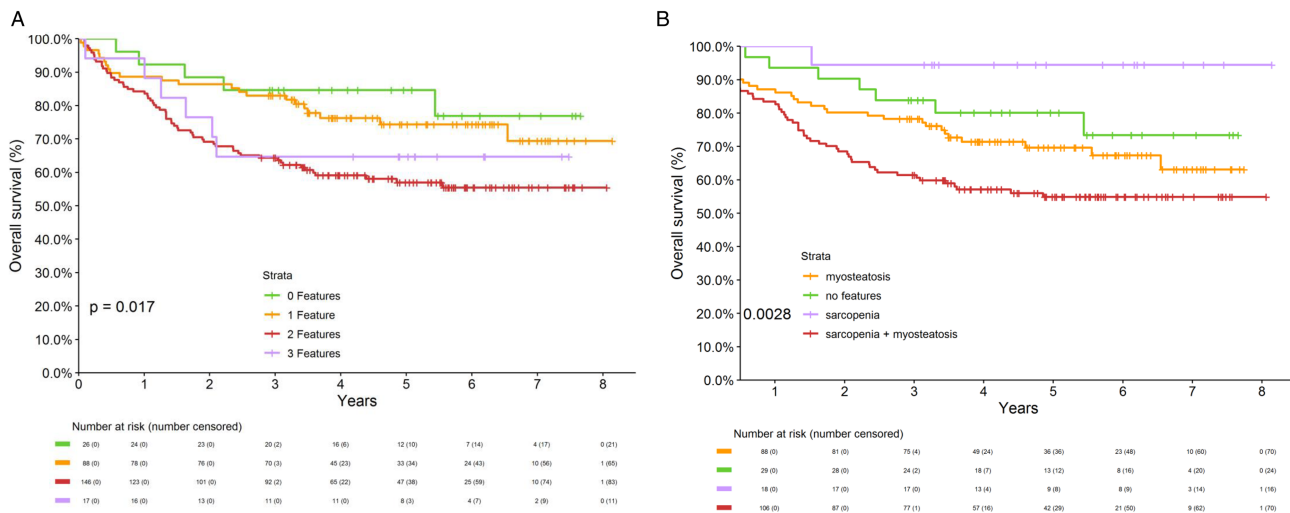 A
100.0%
90.0%
80.0%
70.0%
60.0%
50.0%
40.0%
30.0%
20.0%
10.0%
0.0%
Overall survival (%)
p = 0.017
Strata
0 Features
1 Feature
2 Features
3 Features
0 1 2 3 4 5 6 7 8
Years
Number at risk (number censored)
26 (0) 24 (0) 23 (0) 20 (2) 16 (6) 12 (10) 7 (14) 4 (17) 0 (21)
88 (0) 78 (0) 76 (0) 70 (3) 45 (23) 33 (34) 24 (43) 10 (56) 1 (65)
146 (0) 123 (0) 101 (0) 92 (2) 65 (22) 47 (38) 25 (59) 10 (74) 1 (83)
17 (0) 16 (0) 13 (0) 11 (0) 11 (0) 8 (3) 4 (7) 2 (9) 0 (11)
B
100.0%
90.0%
80.0%
70.0%
60.0%
50.0%
40.0%
30.0%
20.0%
10.0%
0.0%
Overall survival (%)
0.0028
Strata
myosteatosis
no features
sarcopenia
sarcopenia + myosteatosis
1 2 3 4 5 6 7 8
Years
Number at risk (number censored)
88 (0) 81 (0) 75 (4) 49 (24) 36 (36) 23 (48) 10 (60) 0 (70)
29 (0) 28 (0) 24 (2) 18 (7) 13 (12) 8 (16) 4 (20) 0 (24)
18 (0) 17 (0) 17 (0) 13 (4) 9 (8) 8 (9) 3 (14) 1 (16)
106 (0) 87 (0) 77 (1) 57 (16) 42 (29) 21 (50) 9 (62) 1 (70)